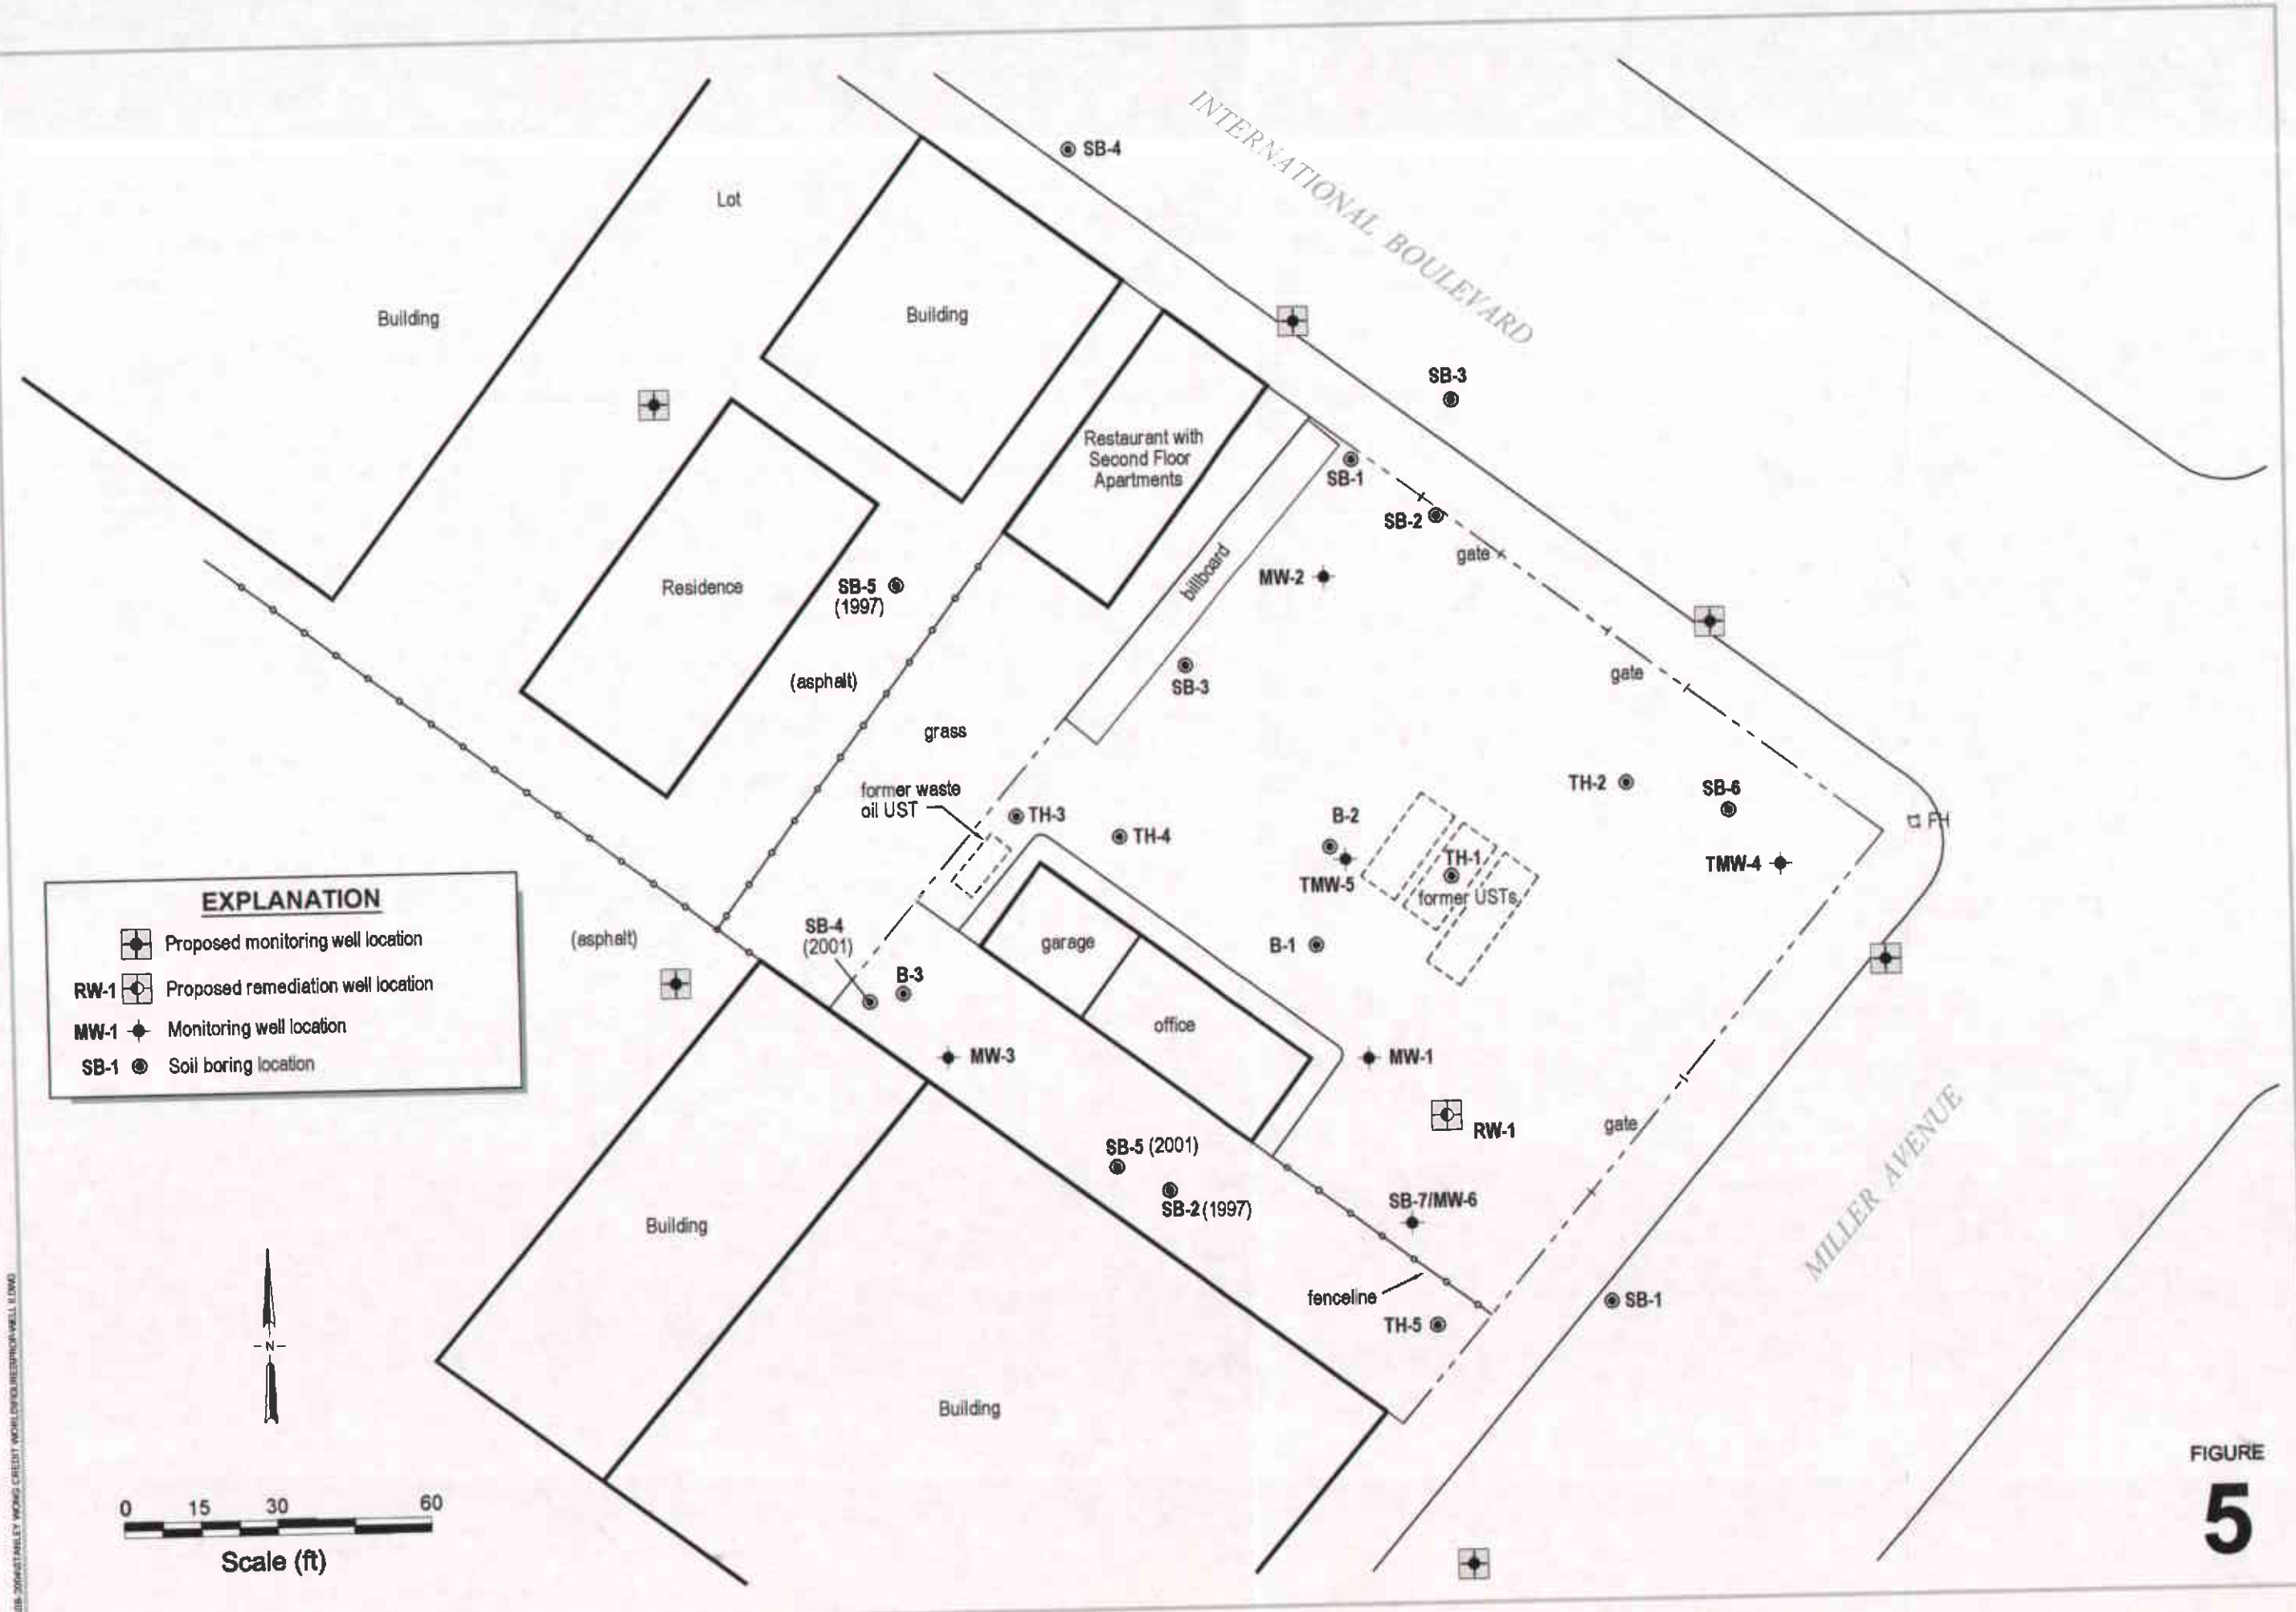 SB-4
INTERNATIONAL BOULEVARD
Lot
Building
Building
SB-3
Restaurant with
Second Floor
Apartments
SB-1
SB-2
gate
billboard
MW-2
Residence
SB-5
(1997)
SB-3
gate
(asphalt)
grass
former waste
oil UST
TH-3
TH-4
B-2
TH-2
SB-6
FH
TH-1
TMW-4
TMW-5
former USTs
EXPLANATION
Proposed monitoring well location
RW-1 Proposed remediation well location
MW-1 Monitoring well location
SB-1 Soil boring location
(asphalt)
SB-4
(2001)
B-3
garage
B-1
office
MW-3
MW-1
RW-1
gate
MILLER AVENUE
SB-5 (2001)
SB-2 (1997)
SB-7/MW-6
Building
fenceline
SB-1
TH-5
N
Building
0 15 30 60
Scale (ft)
FIGURE
5